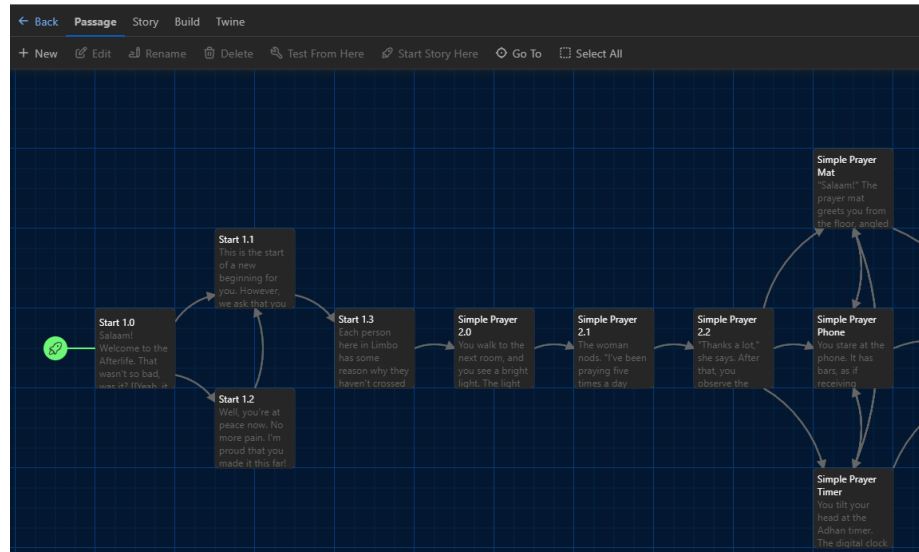 ← Back Passage Story Build Twine
+ New Edit Rename Delete Test From Here Start Story Here Go To Select All
Simple Prayer
Mat
"Salaam!" The
prayer mat
greets you from
the floor, angled
Start 1.1
This is the start
of a new
beginning for
you. However,
we ask that you
Start 1.0
Salaam!
Welcome to the
Afterlife. That
wasn't so bad,
was it? [[Yeah, it
Start 1.3
Each person
here in Limbo
has some
reason why they
haven't crossed
Simple Prayer
2.0
You walk to the
next room, and
you see a bright
light. The light
Simple Prayer
2.1
The woman
nods. "I've been
praying five
times a day
Simple Prayer
2.2
"Thanks a lot,"
she says. After
that, you
observe the
Simple Prayer
Phone
You stare at the
phone. It has
bars, as if
receiving
Start 1.2
Well, you're at
peace now. No
more pain. I'm
proud that you
made it this far!
Simple Prayer
Timer
You tilt your
head at the
Adhan timer.
The digital clock